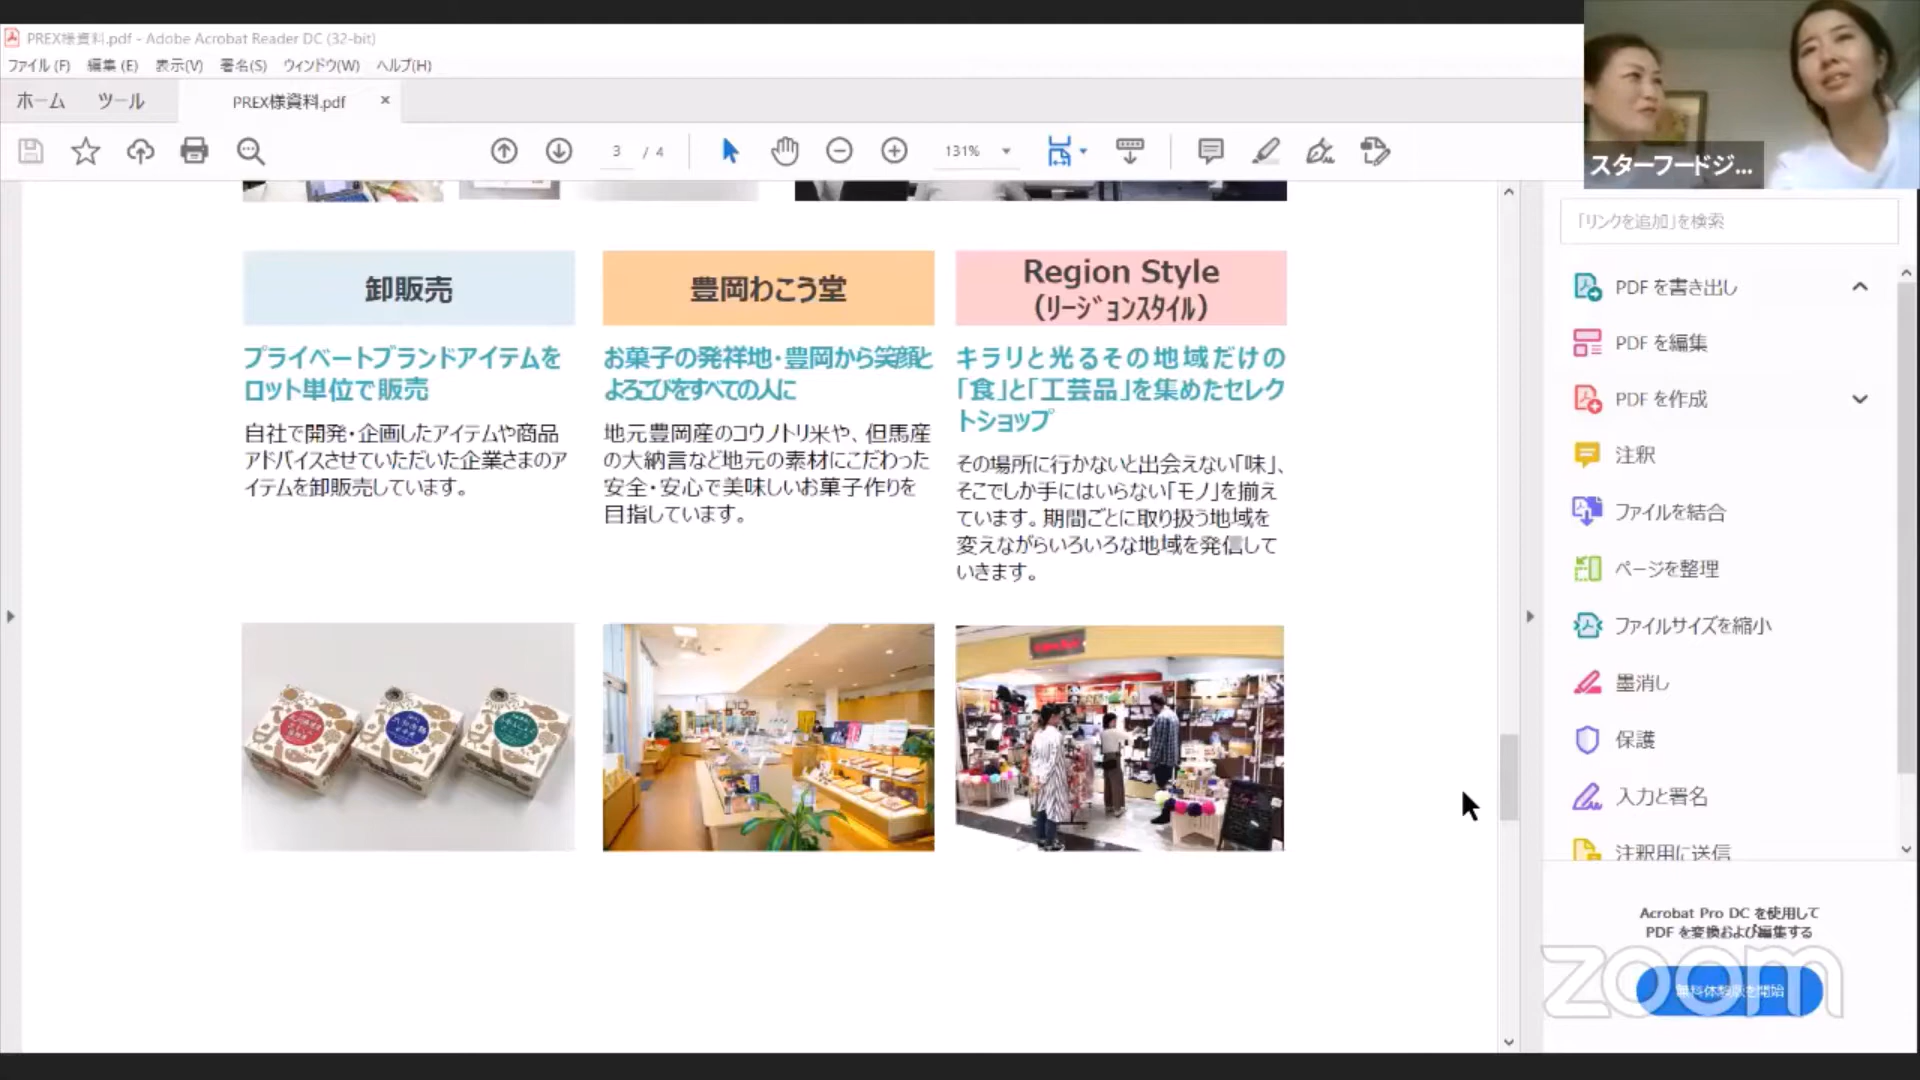 PREX様資料.pdf - Adobe Acrobat Reader DC (32-bit)
ファイル(F) 編集(E) 表示(V) 署名(S) ウィンドウ(W) ヘルプ(H)
ホーム ツール PREX様資料.pdf ×
3 / 4 131%
スターフードジ...
「リンクを追加」を検索
卸販売
プライベートブランドアイテムを
ロット単位で販売
自社で開発・企画したアイテムや商品
アドバイスさせていただいた企業さまのア
イテムを卸販売しています。
豊岡わこう堂
お菓子の発祥地・豊岡から笑顔と
よろこびをすべての人に
地元豊岡産のコウノトリ米や、但馬産
の大納言など地元の素材にこだわった
安全・安心で美味しいお菓子作りを
目指しています。
Region Style
(リージョンスタイル)
キラリと光るその地域だけの
「食」と「工芸品」を集めたセレク
トショップ
その場所に行かないと出会えない「味」、
そこでしか手にはいらない「モノ」を揃え
ています。期間ごとに取り扱う地域を
変えながらいろいろな地域を発信して
いきます。
PDF を書き出し
PDF を編集
PDF を作成
注釈
ファイルを結合
ページを整理
ファイルサイズを縮小
墨消し
保護
入力と署名
注釈用に送信
Acrobat Pro DC を使用して
PDF を変換および編集する
無料体験版を開始
zoom